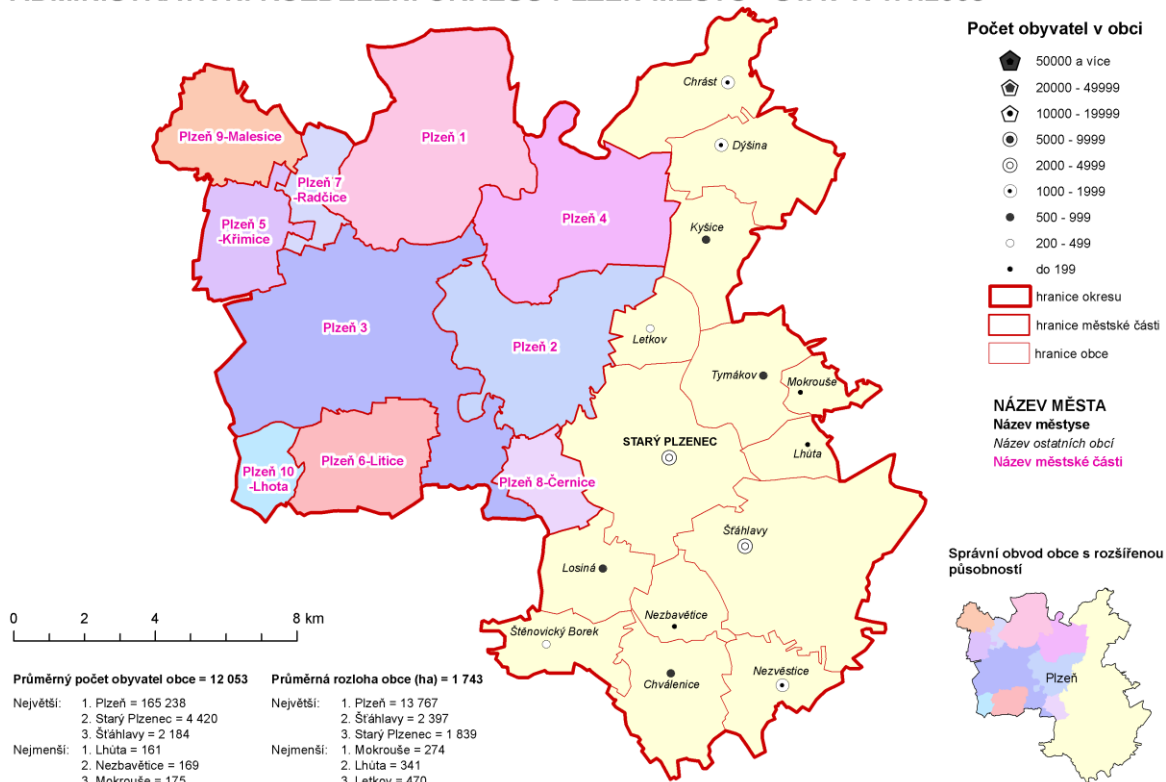 Počet obyvatel v obci
50000 a více
20000 - 49999
10000 - 19999
5000 - 9999
2000 - 4999
1000 - 1999
500 - 999
200 - 499
do 199
hranice okresu
hranice městské části
hranice obce
NÁZEV MĚSTA
Název městyse
Název ostatních obcí
Název městské části
Chrást
Dýšina
Plzeň 9-Malesice
Plzeň 1
Plzeň 7
-Radčice
Plzeň 5
-Křimice
Plzeň 4
Kyšice
Plzeň 3
Plzeň 2
Letkov
Tymákov
Mokrouše
STARÝ PLZENEC
Lhůta
Plzeň 10
-Lhota
Plzeň 6-Litice
Plzeň 8-Černice
Šťáhlavy
Losiná
Nezbavětice
Štěnovický Borek
Chválenice
Nezvěstice
Správní obvod obce s rozšířenou
působností
Plzeň
0 2 4 8 km
Průměrný počet obyvatel obce = 12 053
Největší: 1. Plzeň = 165 238
2. Starý Plzenec = 4 420
3. Šťáhlavy = 2 184
Nejmenší: 1. Lhůta = 161
2. Nezbavětice = 169
3. Mokrouše = 175
Průměrná rozloha obce (ha) = 1 743
Největší: 1. Plzeň = 13 767
2. Šťáhlavy = 2 397
3. Starý Plzenec = 1 839
Nejmenší: 1. Mokrouše = 274
2. Lhůta = 341
3. Letkov = 470